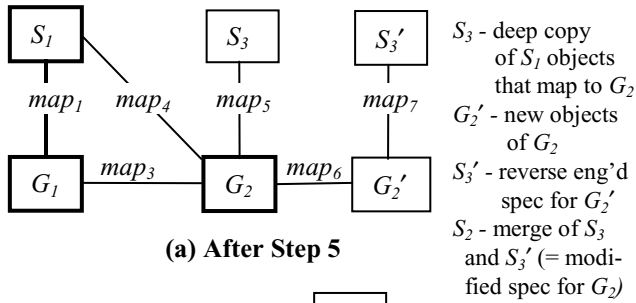 S₁ S₃ S₃′
map₁ map₄ map₅ map₇
G₁ map₃ G₂ map₆ G₂′
(a) After Step 5
S₃ - deep copy
of S₁ objects
that map to G₂
G₂′ - new objects
of G₂
S₃′ - reverse eng’d
spec for G₂′
S₂ - merge of S₃
and S₃′ (= modi-
fied spec for G₂)